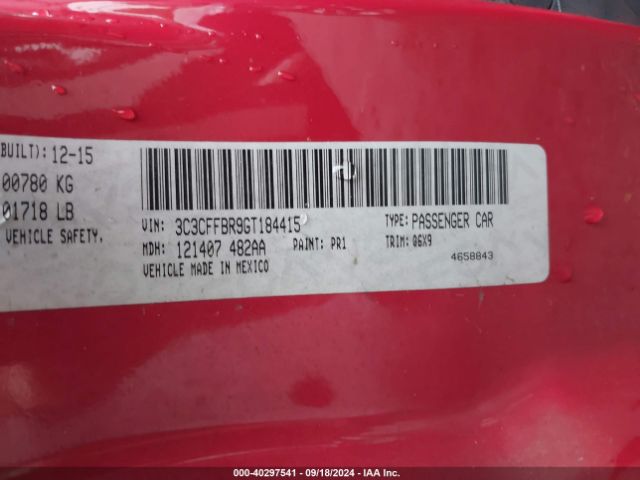 BUILT): 12-15
00780 KG
01718 LB
VEHICLE SAFETY.
VIN: 3C3CFFBR9GT184415 TYPE: PASSENGER CAR
MDH: 121407 482AA PAINT: PR1 TRIM: Q6X9
VEHICLE MADE IN MEXICO 4658843
000-40297541 - 09/18/2024 - IAA Inc.